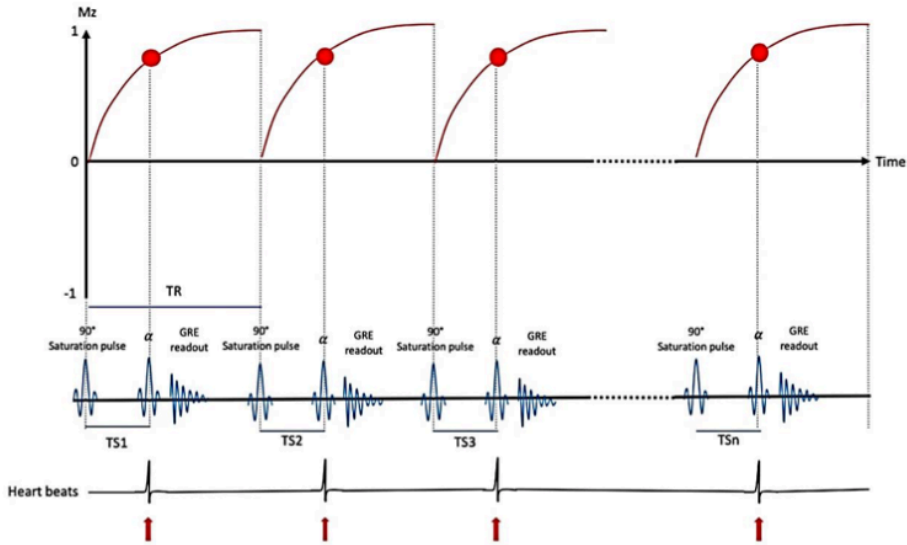 Mz
1
0
Time
-1
TR
90°
Saturation pulse
α
GRE
readout
90°
Saturation pulse
α
GRE
readout
90°
Saturation pulse
α
GRE
readout
90°
Saturation pulse
α
GRE
readout
TS1
TS2
TS3
TSn
Heart beats